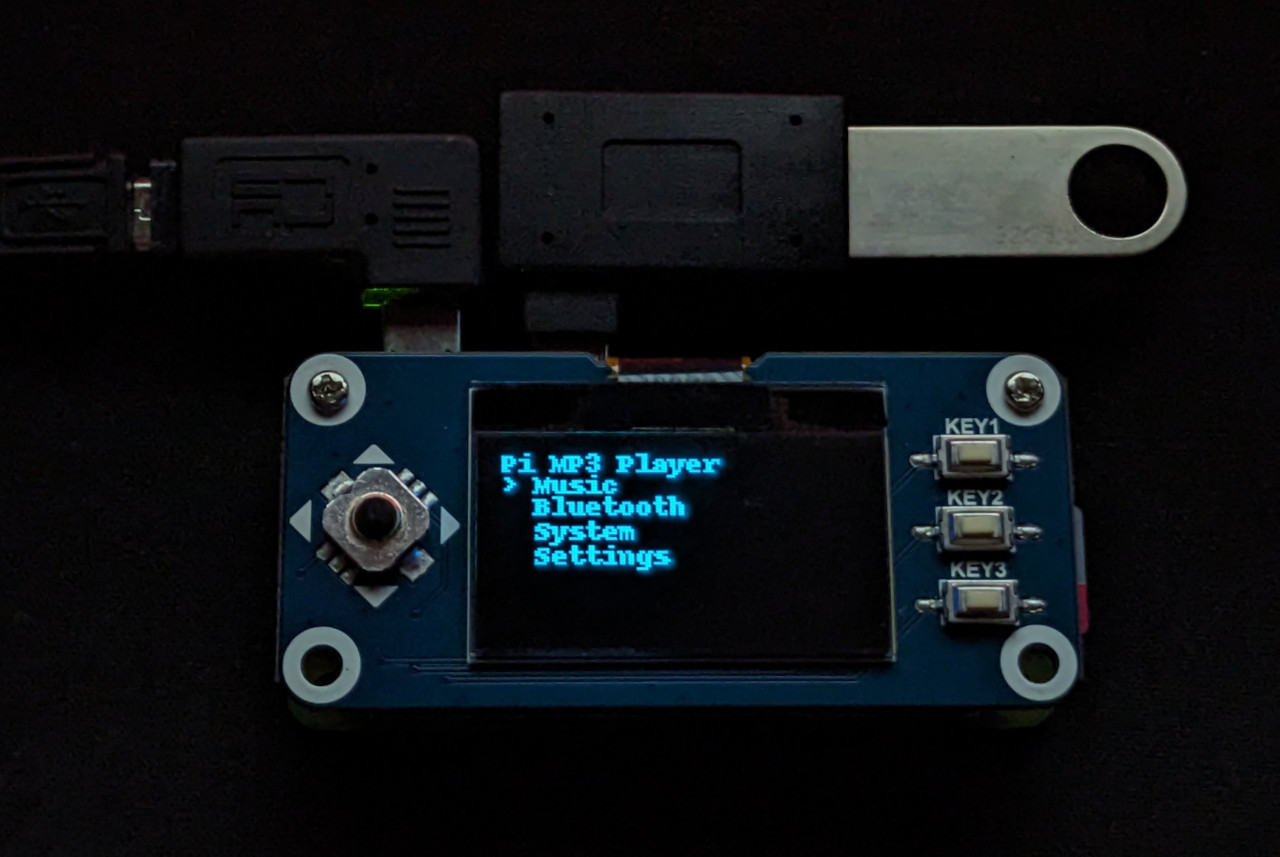 Pi MP3 Player
> Music
Bluetooth
System
Settings
KEY1
KEY2
KEY3